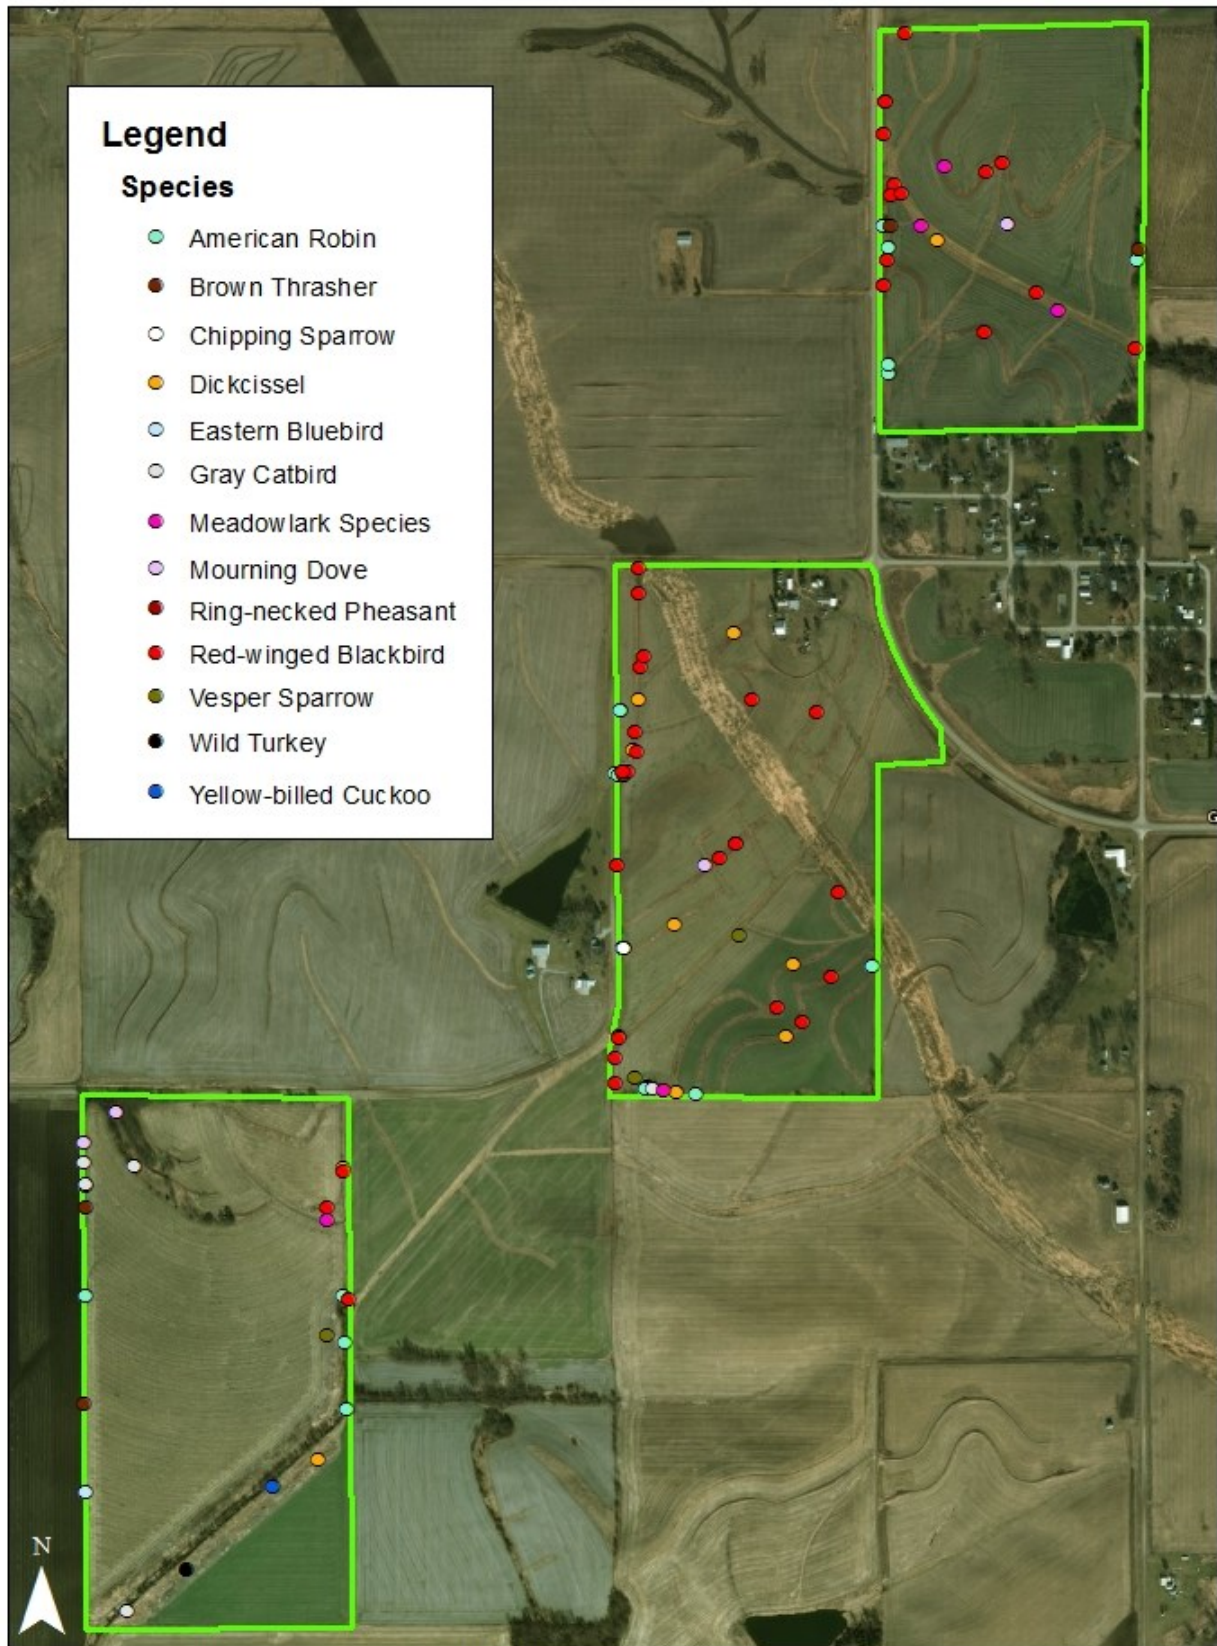 Legend
Species
American Robin
Brown Thrasher
Chipping Sparrow
Dickcissel
Eastern Bluebird
Gray Catbird
Meadowlark Species
Mourning Dove
Ring-necked Pheasant
Red-winged Blackbird
Vesper Sparrow
Wild Turkey
Yellow-billed Cuckoo
G
N